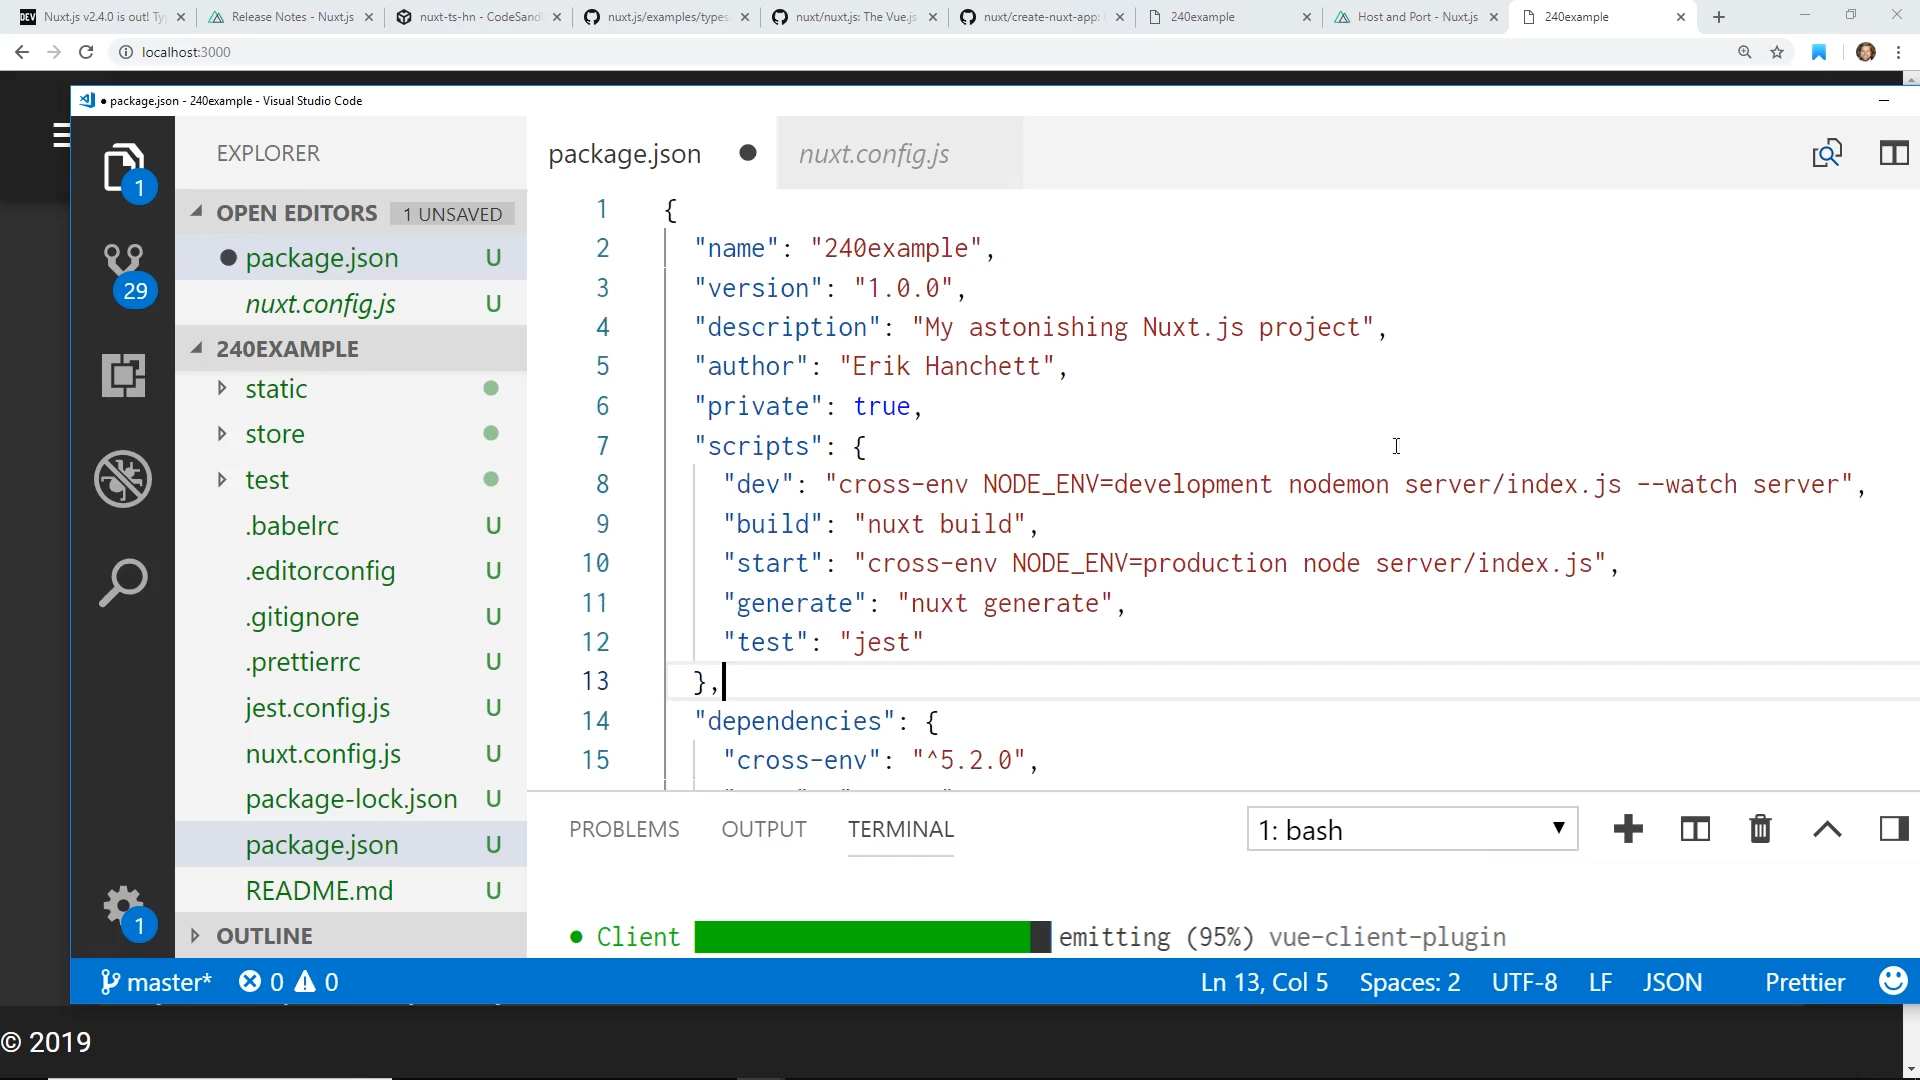 Nuxt.js v2.4.0 is out! Ty
Release Notes - Nuxt.js
nuxt-ts-hn - CodeSand
nuxt.js/examples/types
nuxt/nuxt.js: The Vue.js
nuxt/create-nuxt-app:
240example
Host and Port - Nuxt.js
240example
localhost:3000
● package.json - 240example - Visual Studio Code
EXPLORER
OPEN EDITORS 1 UNSAVED
package.json U
nuxt.config.js U
240EXAMPLE
static
store
test
.babelrc U
.editorconfig U
.gitignore U
.prettierrc U
jest.config.js U
nuxt.config.js U
package-lock.json U
package.json U
README.md U
OUTLINE
1
29
1
package.json ●
nuxt.config.js
1 {
2 "name": "240example",
3 "version": "1.0.0",
4 "description": "My astonishing Nuxt.js project",
5 "author": "Erik Hanchett",
6 "private": true,
7 "scripts": {
8 "dev": "cross-env NODE_ENV=development nodemon server/index.js --watch server",
9 "build": "nuxt build",
10 "start": "cross-env NODE_ENV=production node server/index.js",
11 "generate": "nuxt generate",
12 "test": "jest"
13 },
14 "dependencies": {
15 "cross-env": "^5.2.0",
PROBLEMS OUTPUT TERMINAL
1: bash
● Client emitting (95%) vue-client-plugin
master* 0 0
Ln 13, Col 5 Spaces: 2 UTF-8 LF JSON Prettier
© 2019